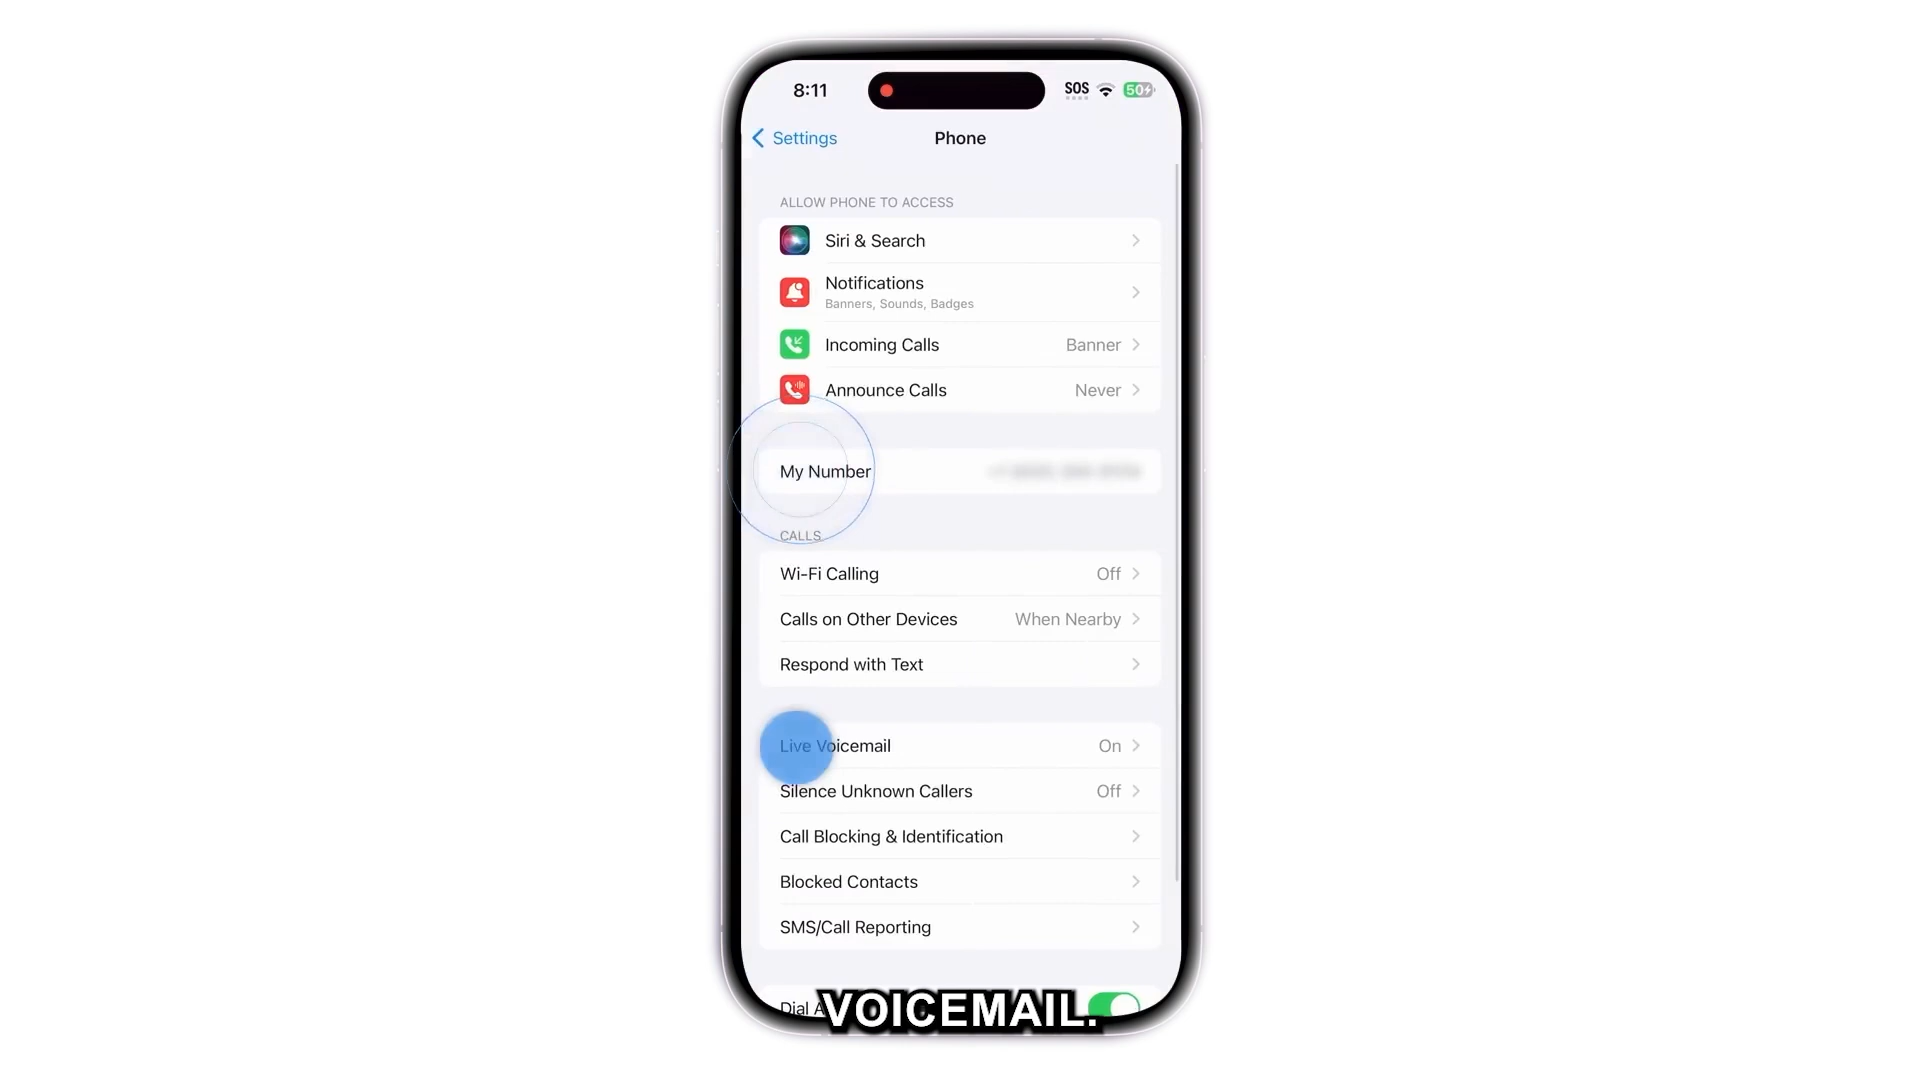 8:11
SOS
50
Settings
Phone
ALLOW PHONE TO ACCESS
Siri & Search
Notifications
Banners, Sounds, Badges
Incoming Calls
Banner
Announce Calls
Never
My Number
CALLS
Wi-Fi Calling
Off
Calls on Other Devices
When Nearby
Respond with Text
Live Voicemail
On
Silence Unknown Callers
Off
Call Blocking & Identification
Blocked Contacts
SMS/Call Reporting
Dial
VOICEMAIL.